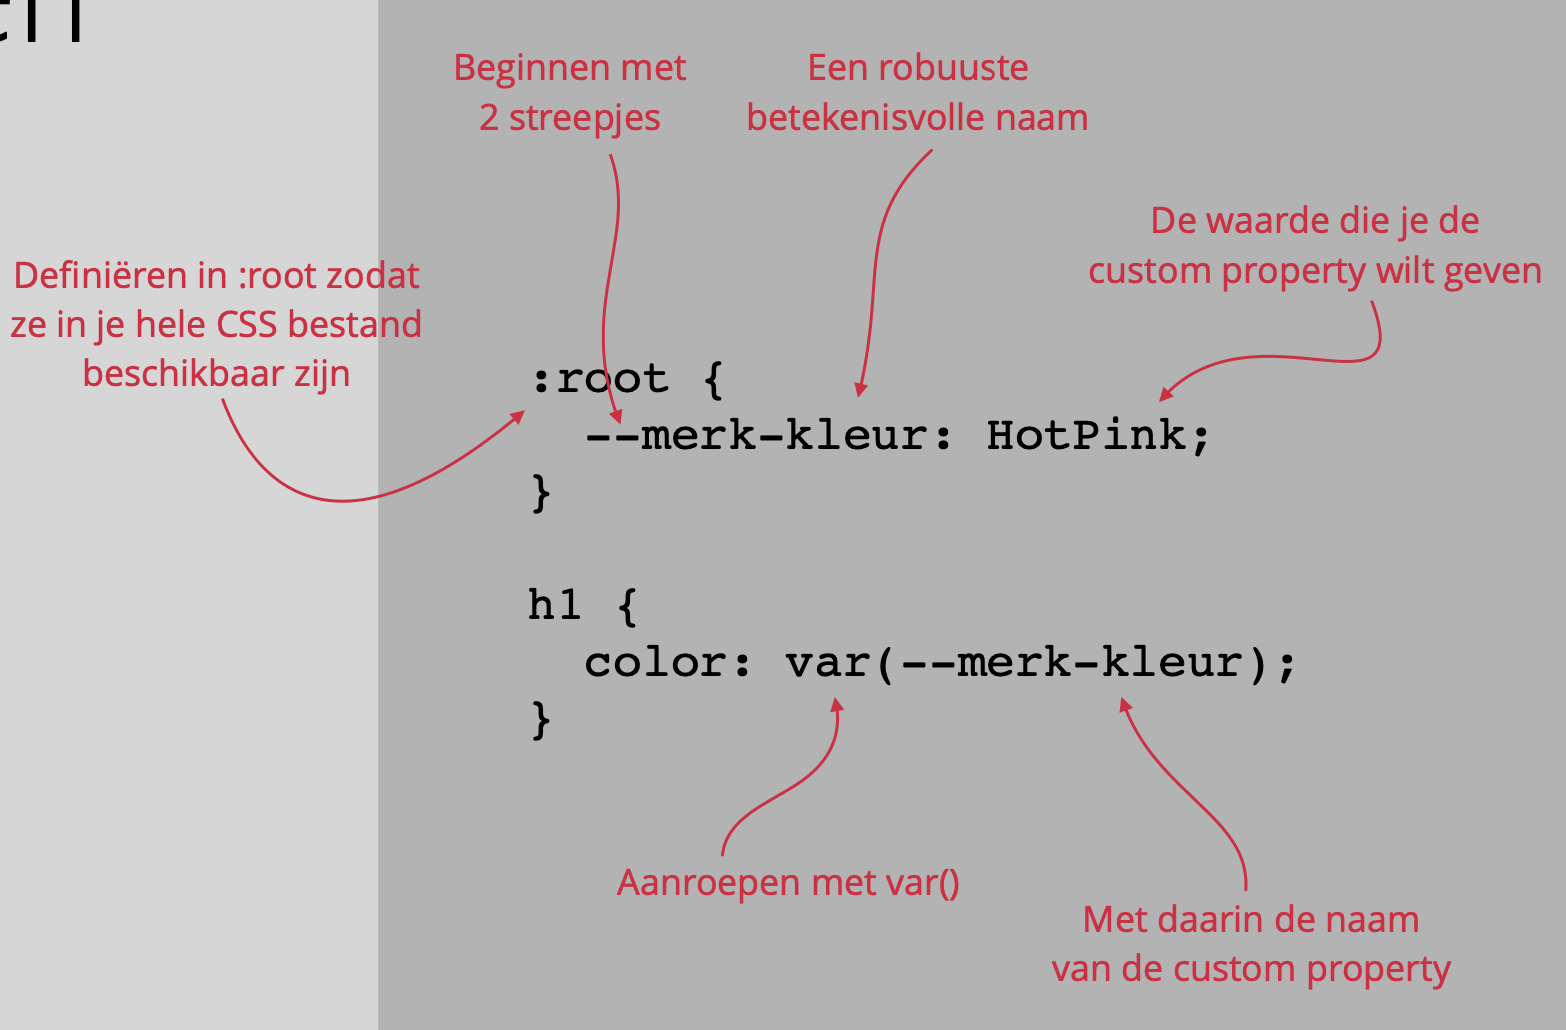 Beginnen met
2 streepjes
Een robuuste
betekenisvolle naam
De waarde die je de
custom property wilt geven
Definiëren in :root zodat
ze in je hele CSS bestand
beschikbaar zijn
:root {
  --merk-kleur: HotPink;
}
h1 {
  color: var(--merk-kleur);
}
Aanroepen met var()
Met daarin de naam
van de custom property